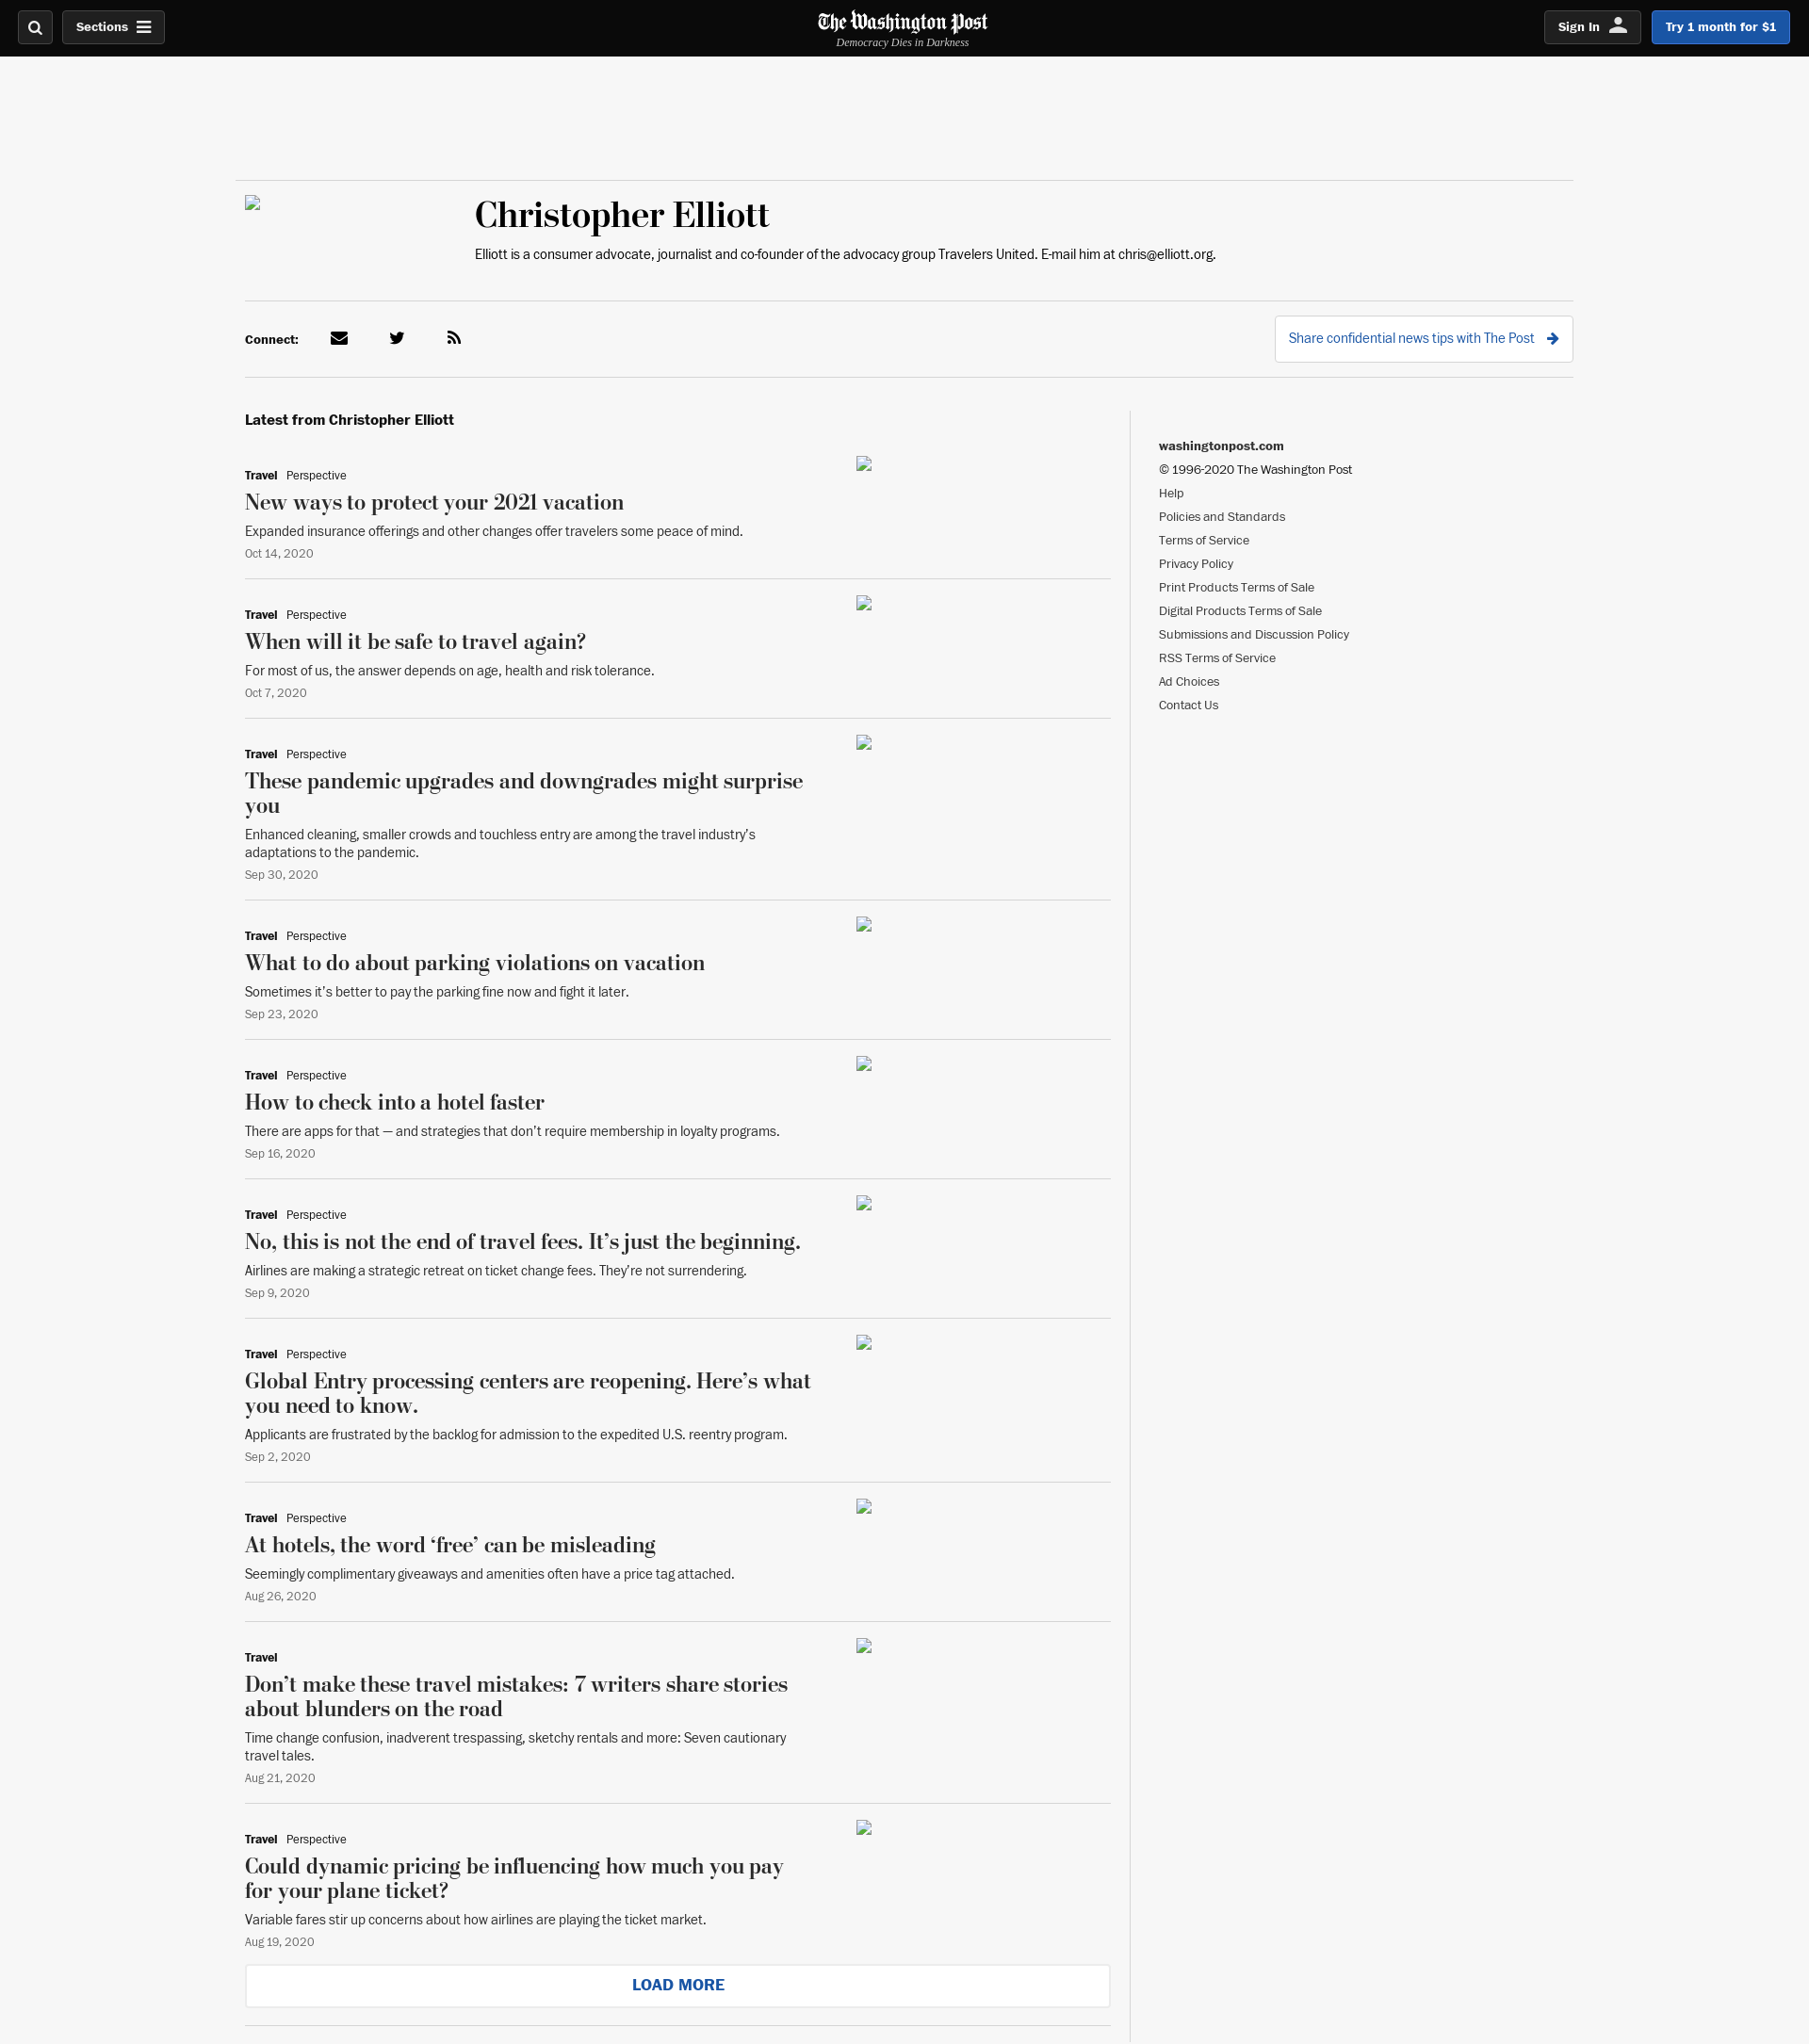 Sections
The Washington Post
Democracy Dies in Darkness
Sign In
Try 1 month for $1
Christopher Elliott
Elliott is a consumer advocate, journalist and co-founder of the advocacy group Travelers United. E-mail him at chris@elliott.org.
Connect:
Share confidential news tips with The Post
Latest from Christopher Elliott
Travel Perspective
New ways to protect your 2021 vacation
Expanded insurance offerings and other changes offer travelers some peace of mind.
Oct 14, 2020
Travel Perspective
When will it be safe to travel again?
For most of us, the answer depends on age, health and risk tolerance.
Oct 7, 2020
Travel Perspective
These pandemic upgrades and downgrades might surprise
you
Enhanced cleaning, smaller crowds and touchless entry are among the travel industry’s
adaptations to the pandemic.
Sep 30, 2020
Travel Perspective
What to do about parking violations on vacation
Sometimes it’s better to pay the parking fine now and fight it later.
Sep 23, 2020
Travel Perspective
How to check into a hotel faster
There are apps for that — and strategies that don’t require membership in loyalty programs.
Sep 16, 2020
Travel Perspective
No, this is not the end of travel fees. It’s just the beginning.
Airlines are making a strategic retreat on ticket change fees. They’re not surrendering.
Sep 9, 2020
Travel Perspective
Global Entry processing centers are reopening. Here’s what
you need to know.
Applicants are frustrated by the backlog for admission to the expedited U.S. reentry program.
Sep 2, 2020
Travel Perspective
At hotels, the word ‘free’ can be misleading
Seemingly complimentary giveaways and amenities often have a price tag attached.
Aug 26, 2020
Travel
Don’t make these travel mistakes: 7 writers share stories
about blunders on the road
Time change confusion, inadverent trespassing, sketchy rentals and more: Seven cautionary
travel tales.
Aug 21, 2020
Travel Perspective
Could dynamic pricing be influencing how much you pay
for your plane ticket?
Variable fares stir up concerns about how airlines are playing the ticket market.
Aug 19, 2020
LOAD MORE
washingtonpost.com
© 1996-2020 The Washington Post
Help
Policies and Standards
Terms of Service
Privacy Policy
Print Products Terms of Sale
Digital Products Terms of Sale
Submissions and Discussion Policy
RSS Terms of Service
Ad Choices
Contact Us